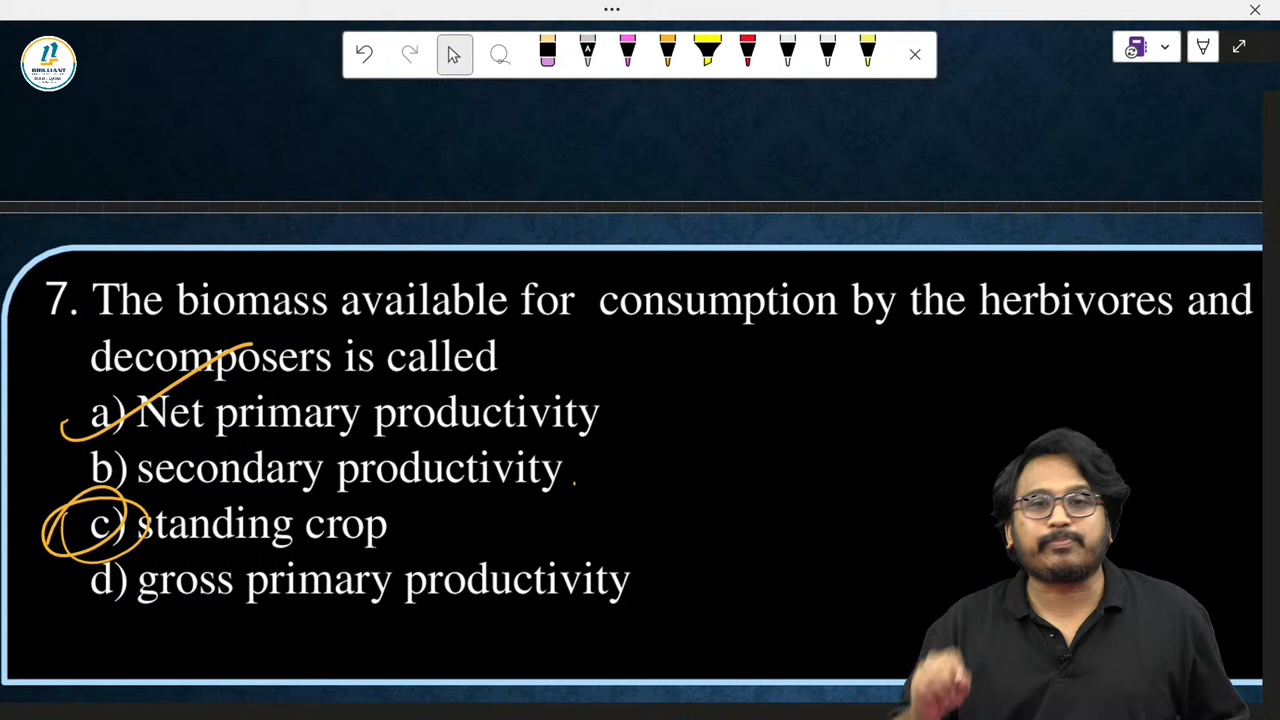 BRILLIANT
7. The biomass available for consumption by the herbivores and
decomposers is called
a) Net primary productivity
b) secondary productivity
c) standing crop
d) gross primary productivity